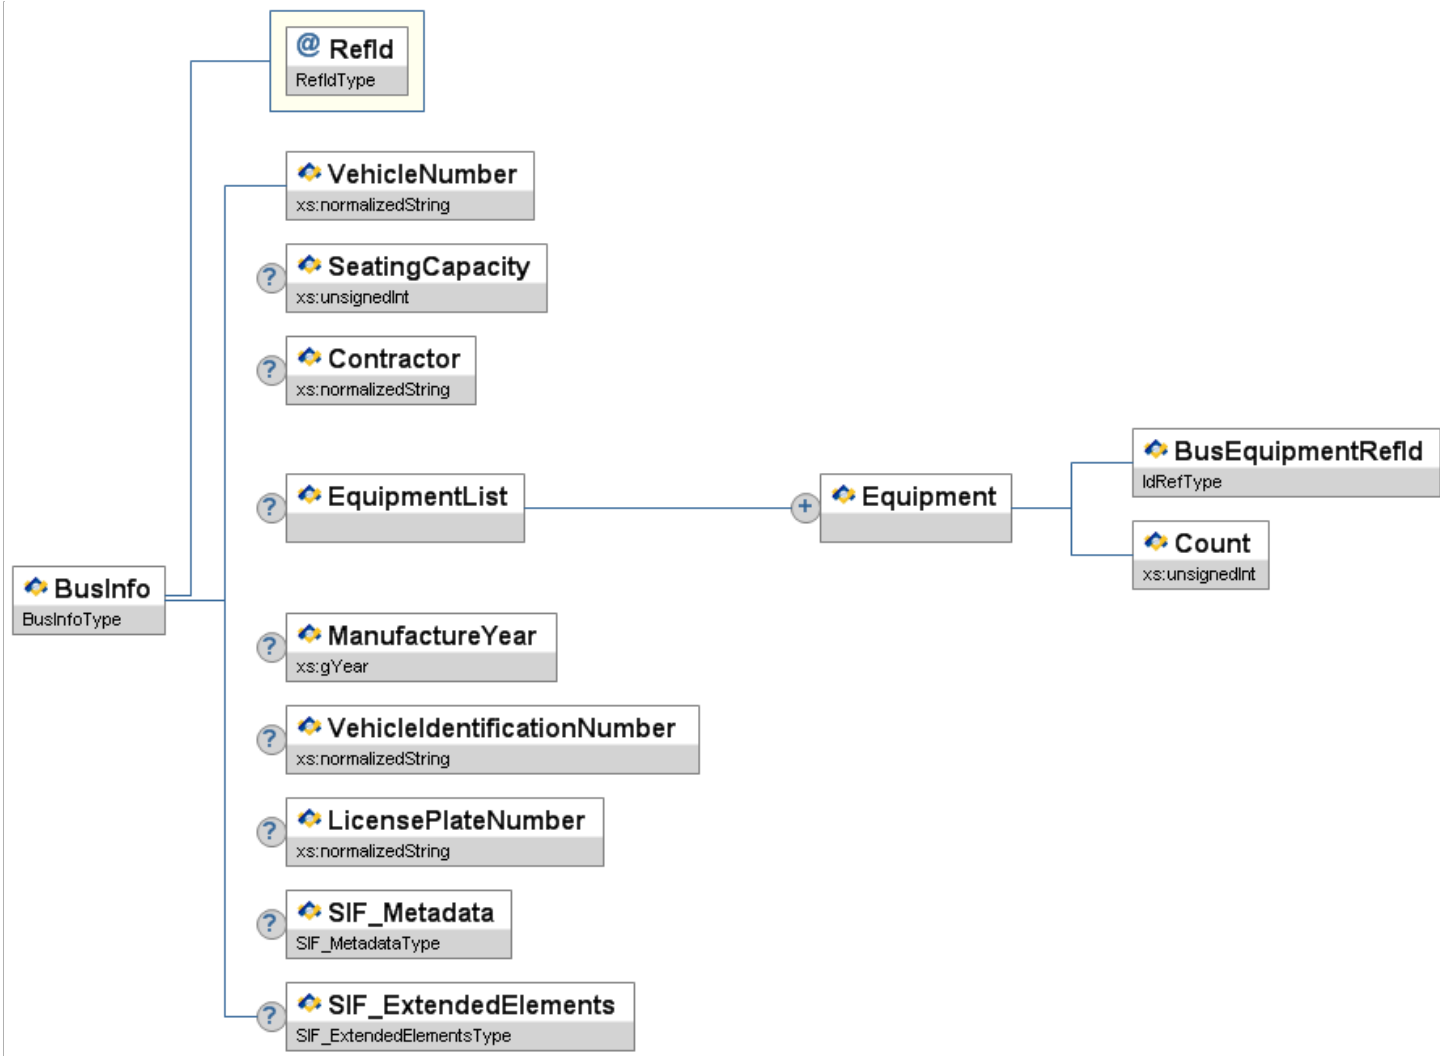 @ RefId
RefIdType
VehicleNumber
xs:normalizedString
? SeatingCapacity
xs:unsignedInt
? Contractor
xs:normalizedString
? EquipmentList
+ Equipment
BusEquipmentRefId
IdRefType
Count
xs:unsignedInt
BusInfo
BusInfoType
? ManufactureYear
xs:gYear
? VehicleIdentificationNumber
xs:normalizedString
? LicensePlateNumber
xs:normalizedString
? SIF_Metadata
SIF_MetadataType
? SIF_ExtendedElements
SIF_ExtendedElementsType